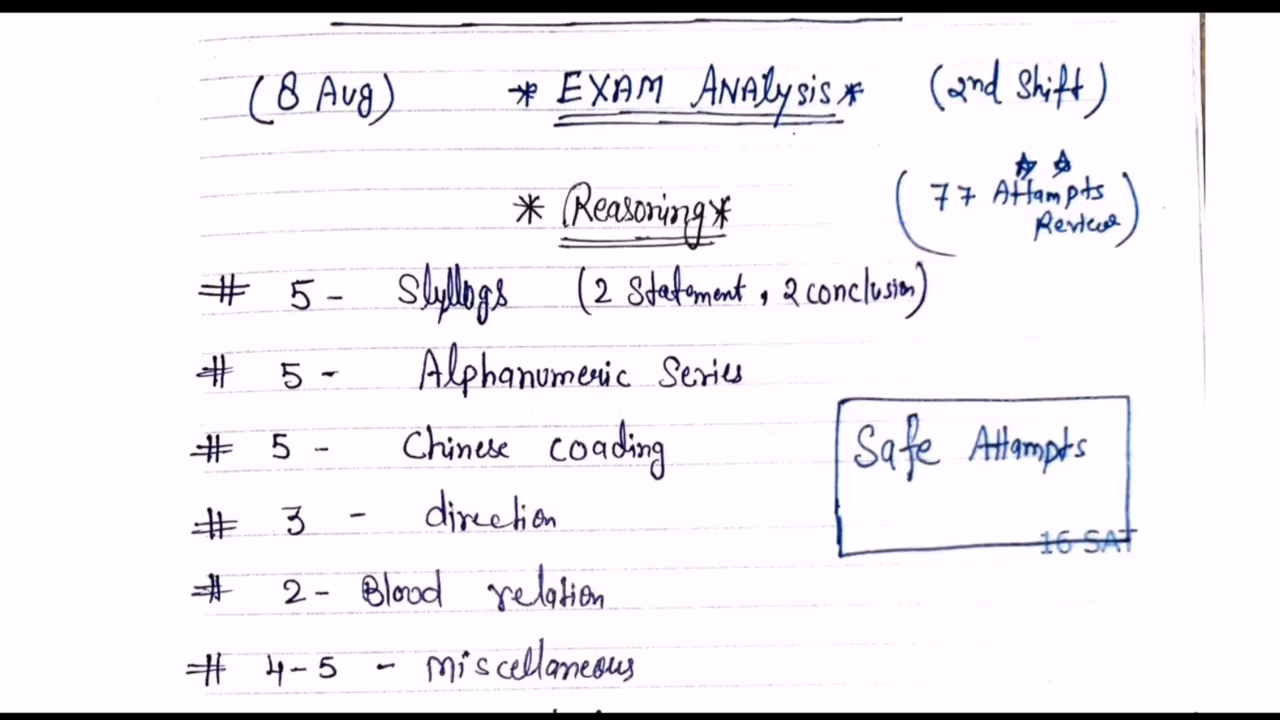 (8 Aug) * EXAM ANALYSIS * (2nd Shift)
(77 Attampts
Review)
* Reasoning *
# 5 - Slyllogs (2 Statement, 2 conclusion)
# 5 - Alphanumeric Series
# 5 - Chinese coading
Safe Attampts
# 3 - direction
16 SAT
# 2 - Blood relation
# 4-5 - Miscellaneous